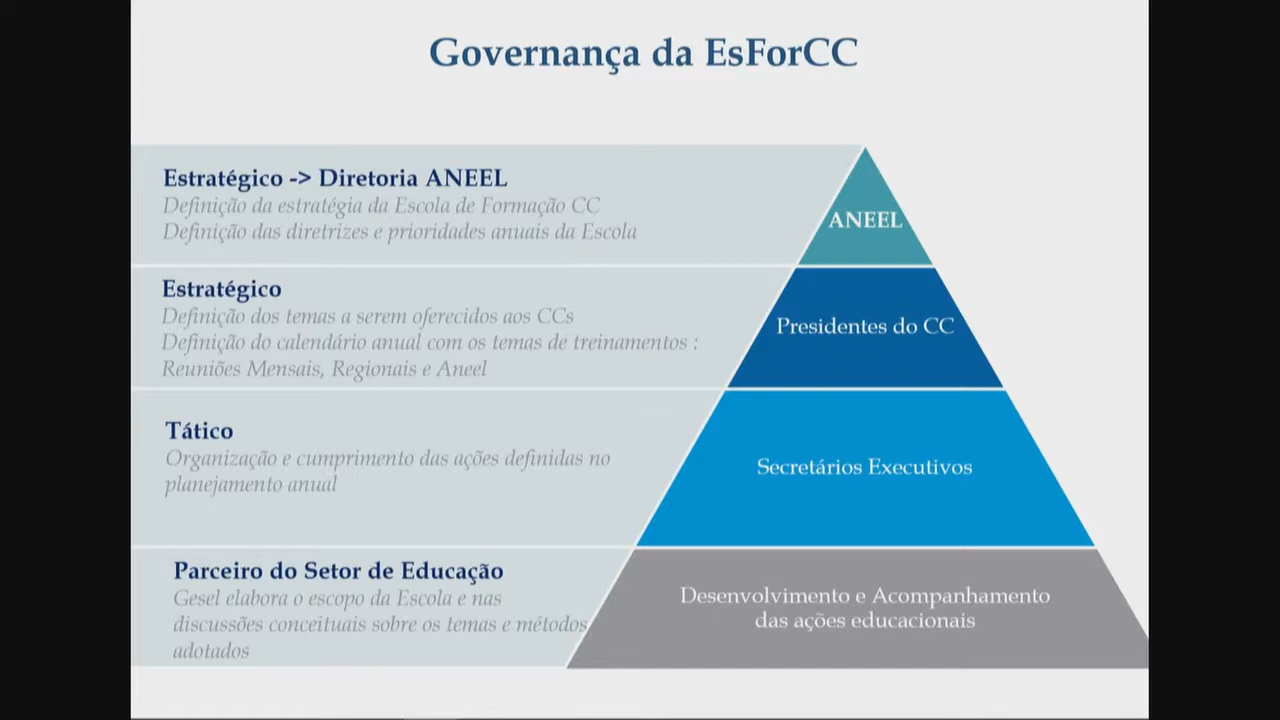 Governança da EsForCC
Estratégico -> Diretoria ANEEL
Definição da estratégia da Escola de Formação CC
Definição das diretrizes e prioridades anuais da Escola
ANEEL
Estratégico
Definição dos temas a serem oferecidos aos CCs
Definição do calendário anual com os temas de treinamentos :
Reuniões Mensais, Regionais e Aneel
Presidentes do CC
Tático
Organização e cumprimento das ações definidas no
planejamento anual
Secretários Executivos
Parceiro do Setor de Educação
Gesel elabora o escopo da Escola e nas
discussões conceituais sobre os temas e métodos
adotados
Desenvolvimento e Acompanhamento
das ações educacionais